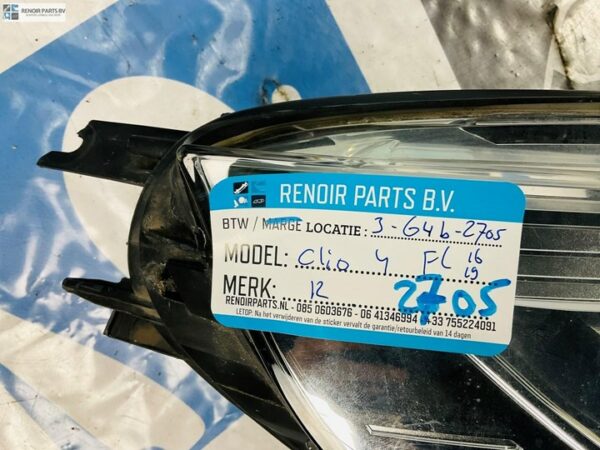 RENOIR PARTS BV
RENOIR PARTS B.V.
BTW / MARGE LOCATIE : 3-G4b-2705
MODEL: Clio 4 FL 16
19
MERK: R 2705
RENOIRPARTS.NL - 085 0603676 - 06 41346994 +33 755224091
LETOP: Na het verwijderen van de sticker vervalt de garantie/retourbeleid van 14 dagen